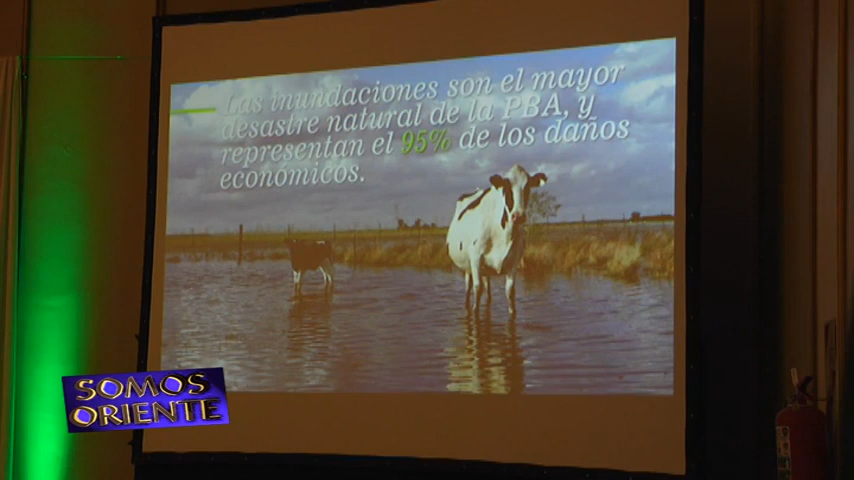 Las inundaciones son el mayor
desastre natural de la PBA, y
representan el 95% de los daños
económicos.
SOMOS
ORIENTE